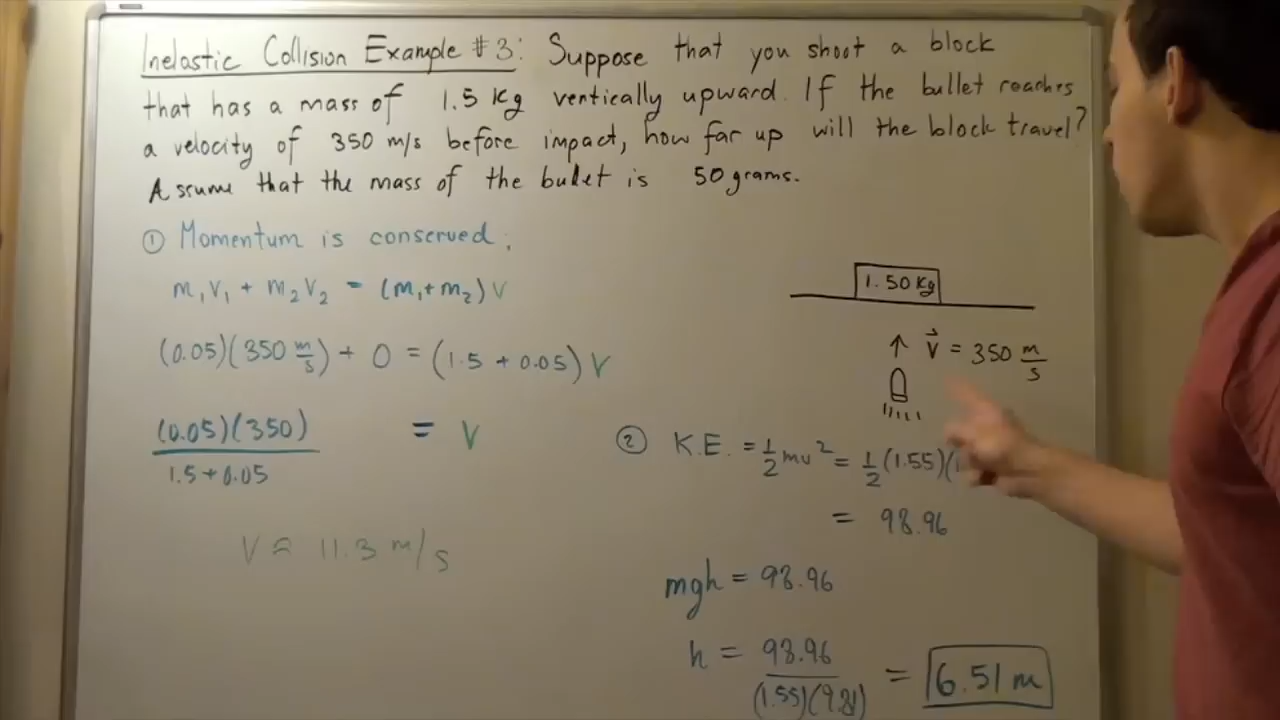 Inelastic Collision Example #3: Suppose that you shoot a block
that has a mass of 1.5 Kg vertically upward. If the bullet reaches
a velocity of 350 m/s before impact, how far up will the block travel?
Assume that the mass of the bullet is 50 grams.
① Momentum is conserved.
m₁v₁ + m₂v₂ = (m₁+m₂)v
(0.05)(350 m/s) + 0 = (1.5 + 0.05) v
(0.05)(350) / 1.5+0.05 = v
v ≈ 11.3 m/s
1.50 Kg
v⃗ = 350 m/s
② K.E. = 1/2 mv² = 1/2 (1.55)(
= 98.96
mgh = 98.96
h = 98.96 / (1.55)(9.81) = 6.51 m